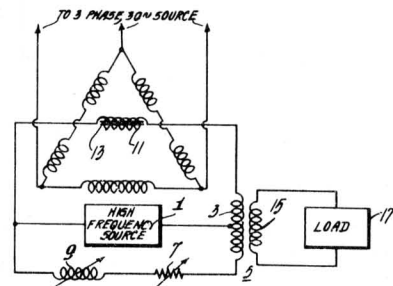 TO 3 PHASE, 30~ SOURCE
13
11
HIGH
FREQUENCY
SOURCE
1
3
15
LOAD
17
9
7
5